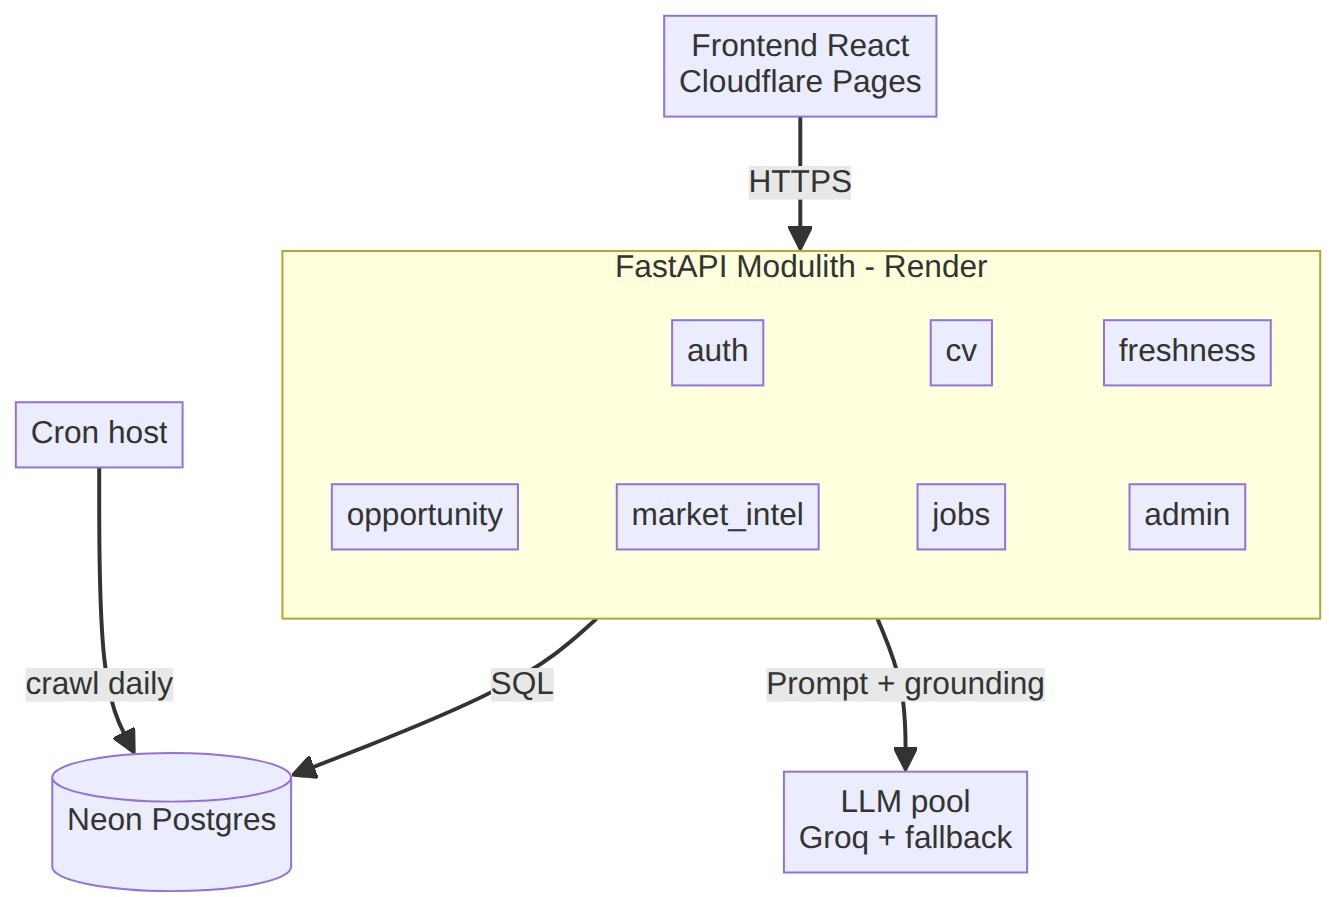 Frontend React
Cloudflare Pages
HTTPS
FastAPI Modulith - Render
auth
cv
freshness
Cron host
opportunity
market_intel
jobs
admin
crawl daily
SQL
Prompt + grounding
Neon Postgres
LLM pool
Groq + fallback